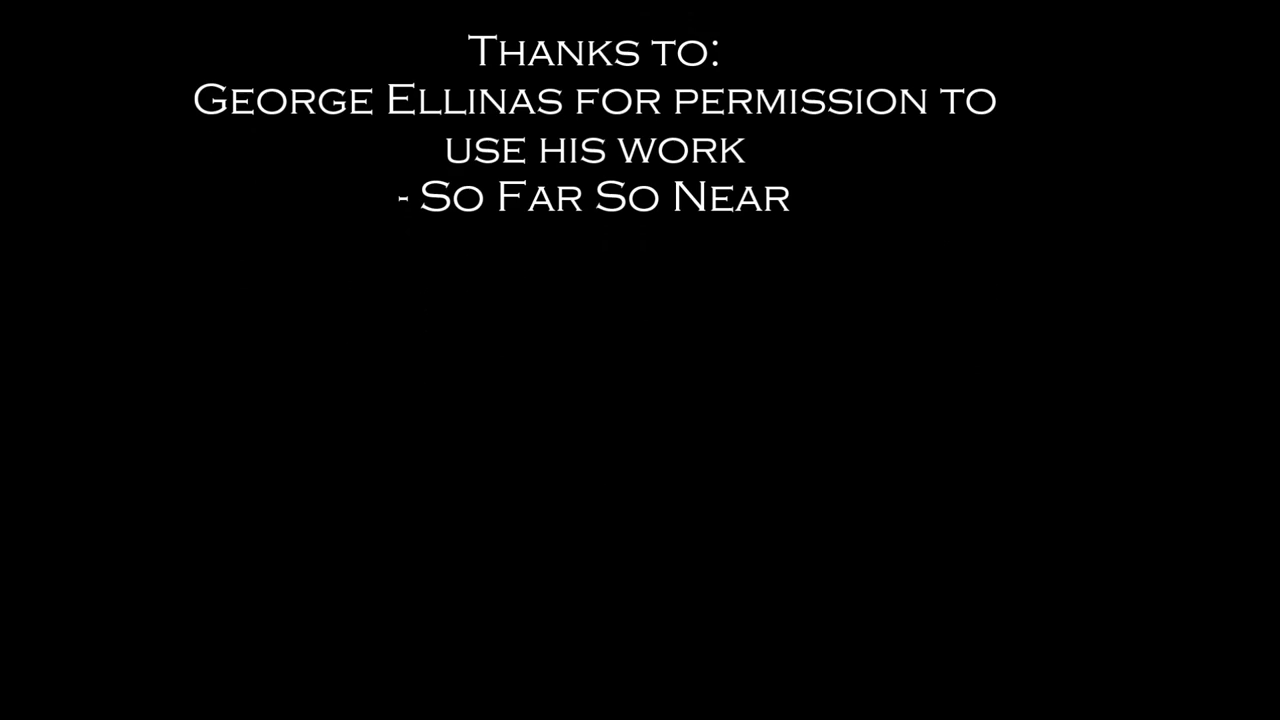 Thanks to:
George Ellinas for permission to
use his work
- So Far So Near